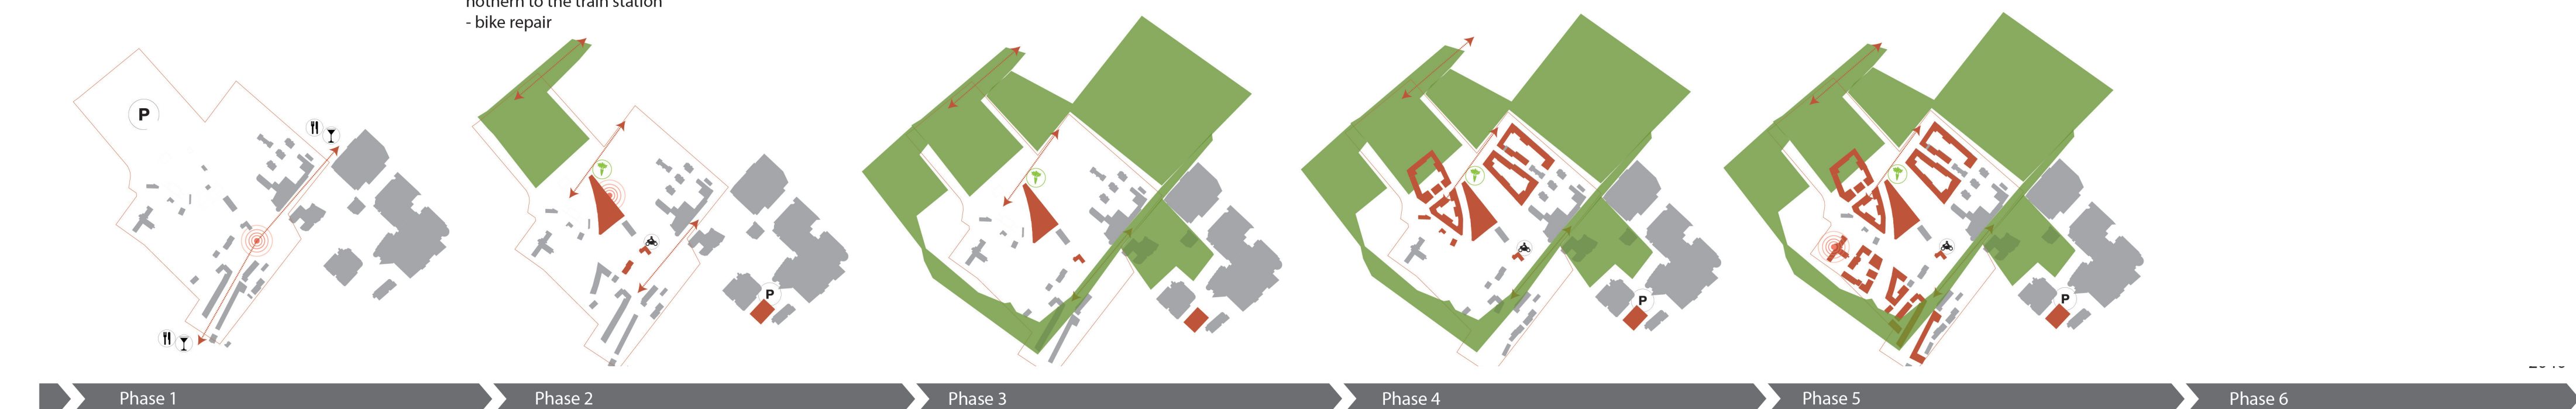 nothern to the train station
- bike repair
P
P
P
P
Phase 1
Phase 2
Phase 3
Phase 4
Phase 5
Phase 6